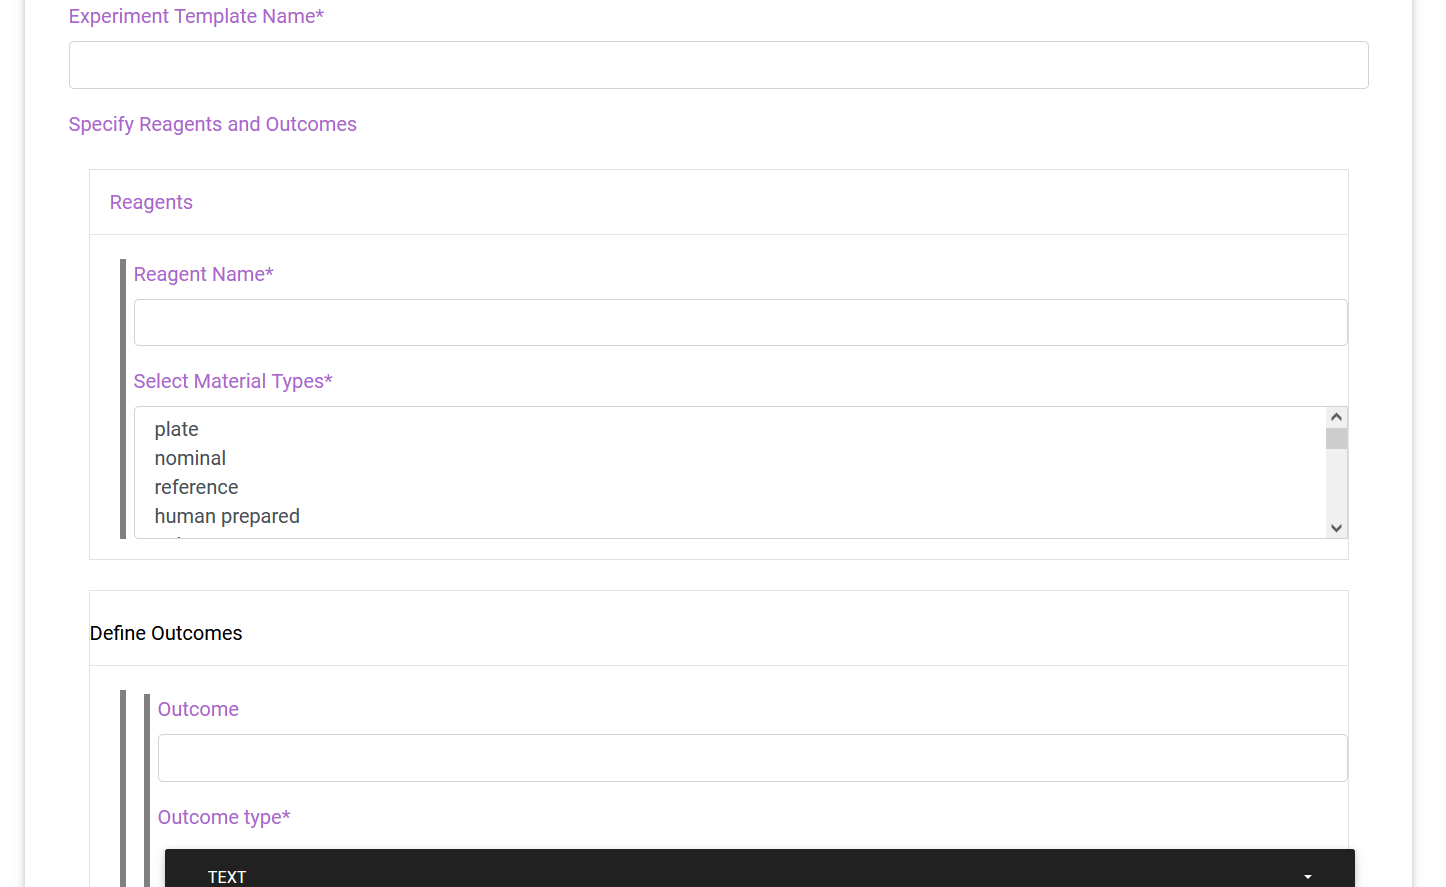 Experiment Template Name*
Specify Reagents and Outcomes
Reagents
Reagent Name*
Select Material Types*
plate
nominal
reference
human prepared
Define Outcomes
Outcome
Outcome type*
TEXT